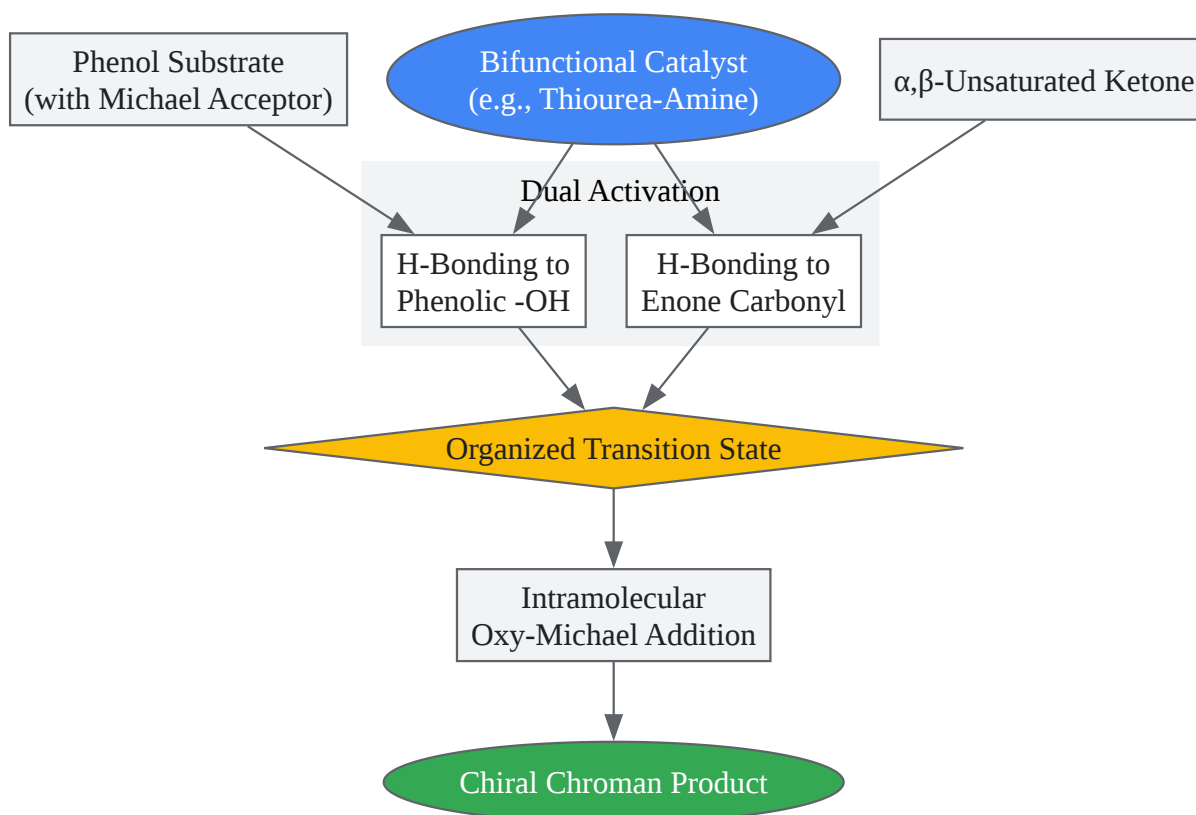 Phenol Substrate
(with Michael Acceptor)
Bifunctional Catalyst
(e.g., Thiourea-Amine)
α,β-Unsaturated Ketone
Dual Activation
H-Bonding to
Phenolic -OH
H-Bonding to
Enone Carbonyl
Organized Transition State
Intramolecular
Oxy-Michael Addition
Chiral Chroman Product